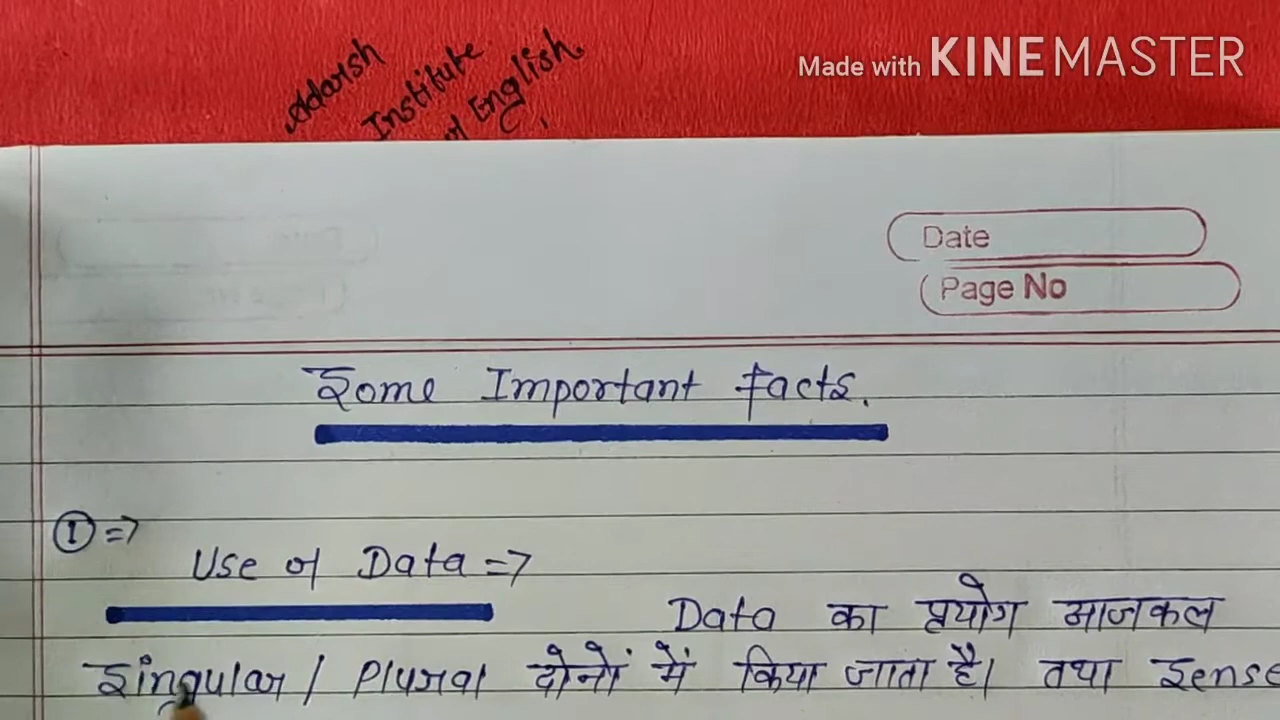 Made with KINEMASTER
Adarsh
Institute
of English
Date
Page No
Some Important Facts.
① =>
Use of Data =>
Data का प्रयोग आजकल
Singular / Plural दोनों में किया जाता है। तथा Sense